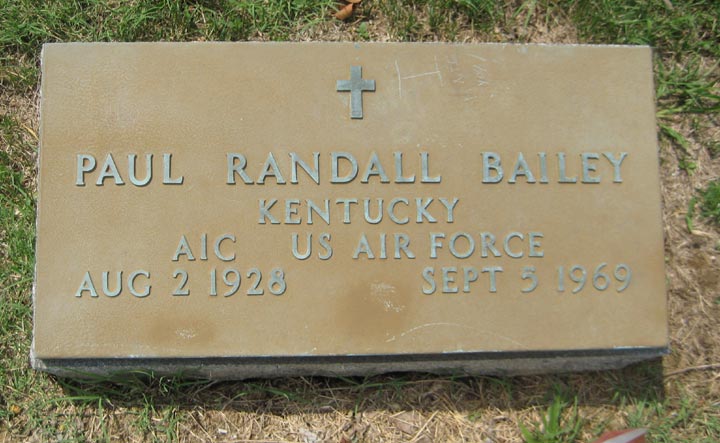 PAUL RANDALL BAILEY
KENTUCKY
A1C US AIR FORCE
AUG 2 1928 SEPT 5 1969